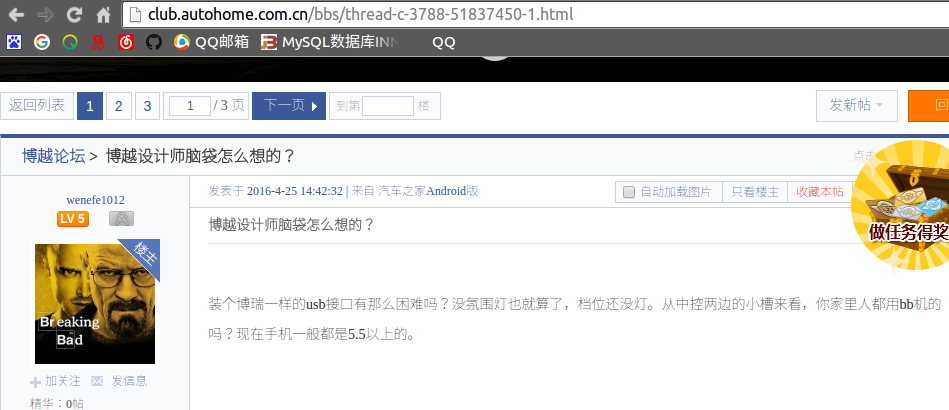 club.autohome.com.cn/bbs/thread-c-3788-51837450-1.html
QQ邮箱 MySQL数据库INN QQ
返回列表 1 2 3 1 / 3 页 下一页 到第 楼 发新帖 回
博越论坛 > 博越设计师脑袋怎么想的？ 点击
wenefe1012
LV 5
楼主
Breaking
Bad
加关注 发信息
精华：0帖
发表于 2016-4-25 14:42:32 | 来自 汽车之家Android版 自动加载图片 只看楼主 收藏本帖
做任务得奖
博越设计师脑袋怎么想的？
装个博瑞一样的usb接口有那么困难吗？没氛围灯也就算了，档位还没灯。从中控两边的小槽来看，你家里人都用bb机的
吗？现在手机一般都是5.5以上的。